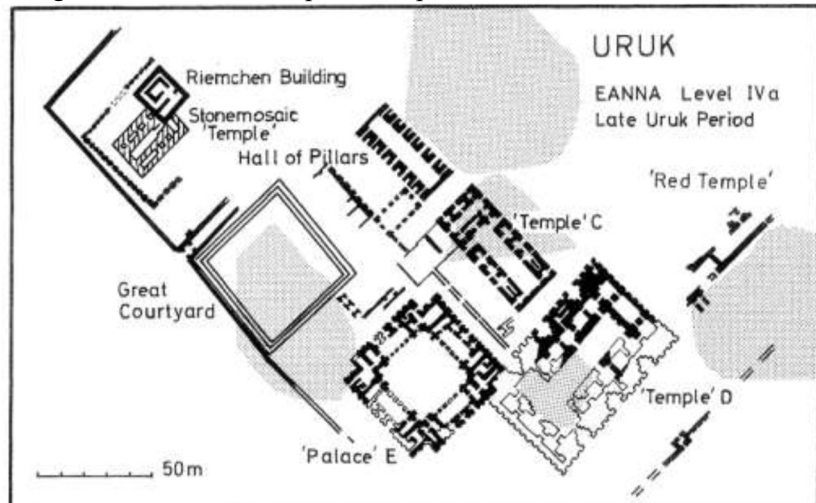 URUK
EANNA Level IVa
Late Uruk Period
Riemchen Building
Stonemosaic
'Temple'
Hall of Pillars
'Red Temple'
'Temple' C
Great
Courtyard
'Temple' D
'Palace' E
50m